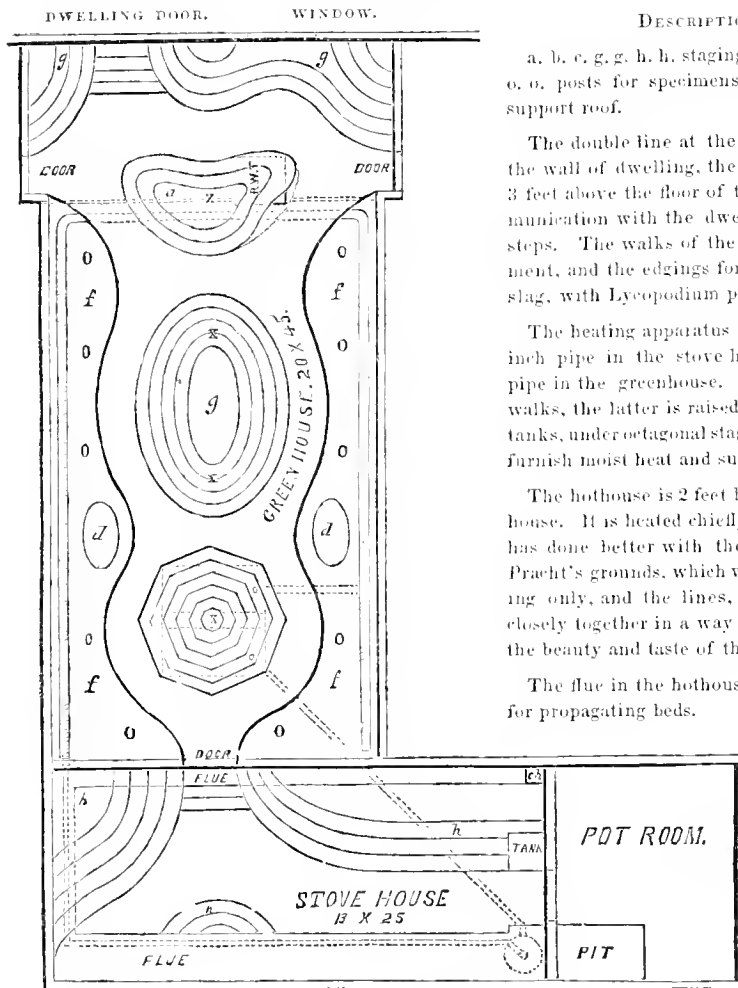 DWELLING DOOR. WINDOW.
g
g
DOOR
DOOR
a
x
R.W.T
o
o
f
f
o
o
x
g
x
GREENHOUSE. 20 X 45.
o
o
d
d
o
x
o
o
o
f
f
o
o
DOOR
FLUE
ch
h
h
TANK
POT ROOM.
STOVE HOUSE
13 X 25
FLUE
PIT
DESCRIPTIO
a. b. c. g. g. h. h. staging
o. o. posts for specimens
support roof.
The double line at the
the wall of dwelling, the
3 feet above the floor of t
munication with the dwe
steps. The walks of the
ment, and the edgings for
slag, with Lycopodium p
The heating apparatus
inch pipe in the stove h
pipe in the greenhouse.
walks, the latter is raised
tanks, under octagonal stag
furnish moist heat and su
The hothouse is 2 feet l
house. It is heated chiefl
has done better with the
Pracht's grounds, which w
ing only, and the lines,
closely together in a way
the beauty and taste of th
The flue in the hothous
for propagating beds.